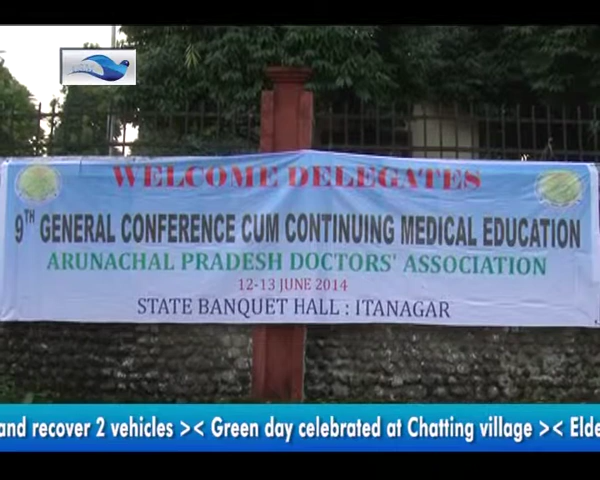 WELCOME DELEGATES
9TH GENERAL CONFERENCE CUM CONTINUING MEDICAL EDUCATION
ARUNACHAL PRADESH DOCTORS' ASSOCIATION
12-13 JUNE 2014
STATE BANQUET HALL : ITANAGAR
and recover 2 vehicles >< Green day celebrated at Chatting village >< Elde